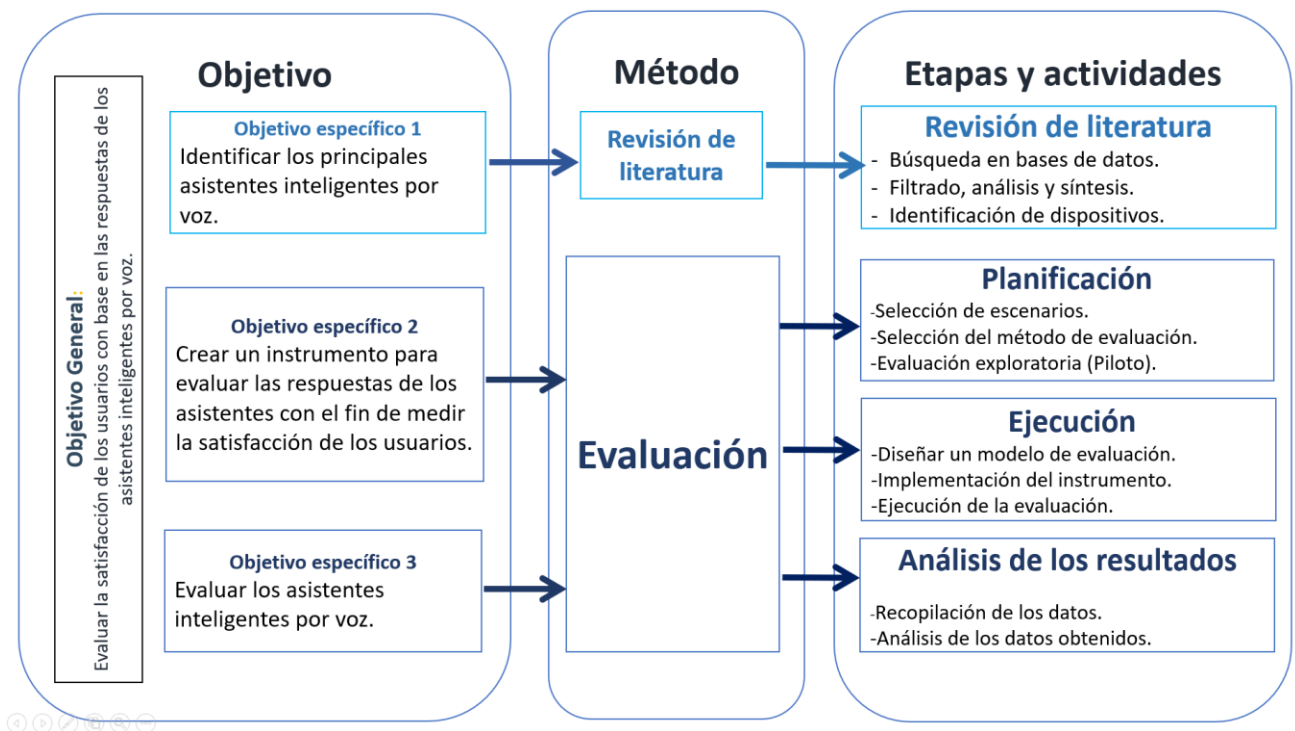 Objetivo
Objetivo General:
Evaluar la satisfacción de los usuarios con base en las respuestas de los
asistentes inteligentes por voz.
Objetivo específico 1
Identificar los principales
asistentes inteligentes por
voz.
Objetivo específico 2
Crear un instrumento para
evaluar las respuestas de los
asistentes con el fin de medir
la satisfacción de los usuarios.
Objetivo específico 3
Evaluar los asistentes
inteligentes por voz.
Método
Revisión de
literatura
Evaluación
Etapas y actividades
Revisión de literatura
- Búsqueda en bases de datos.
- Filtrado, análisis y síntesis.
- Identificación de dispositivos.
Planificación
-Selección de escenarios.
-Selección del método de evaluación.
-Evaluación exploratoria (Piloto).
Ejecución
-Diseñar un modelo de evaluación.
-Implementación del instrumento.
-Ejecución de la evaluación.
Análisis de los resultados
-Recopilación de los datos.
-Análisis de los datos obtenidos.